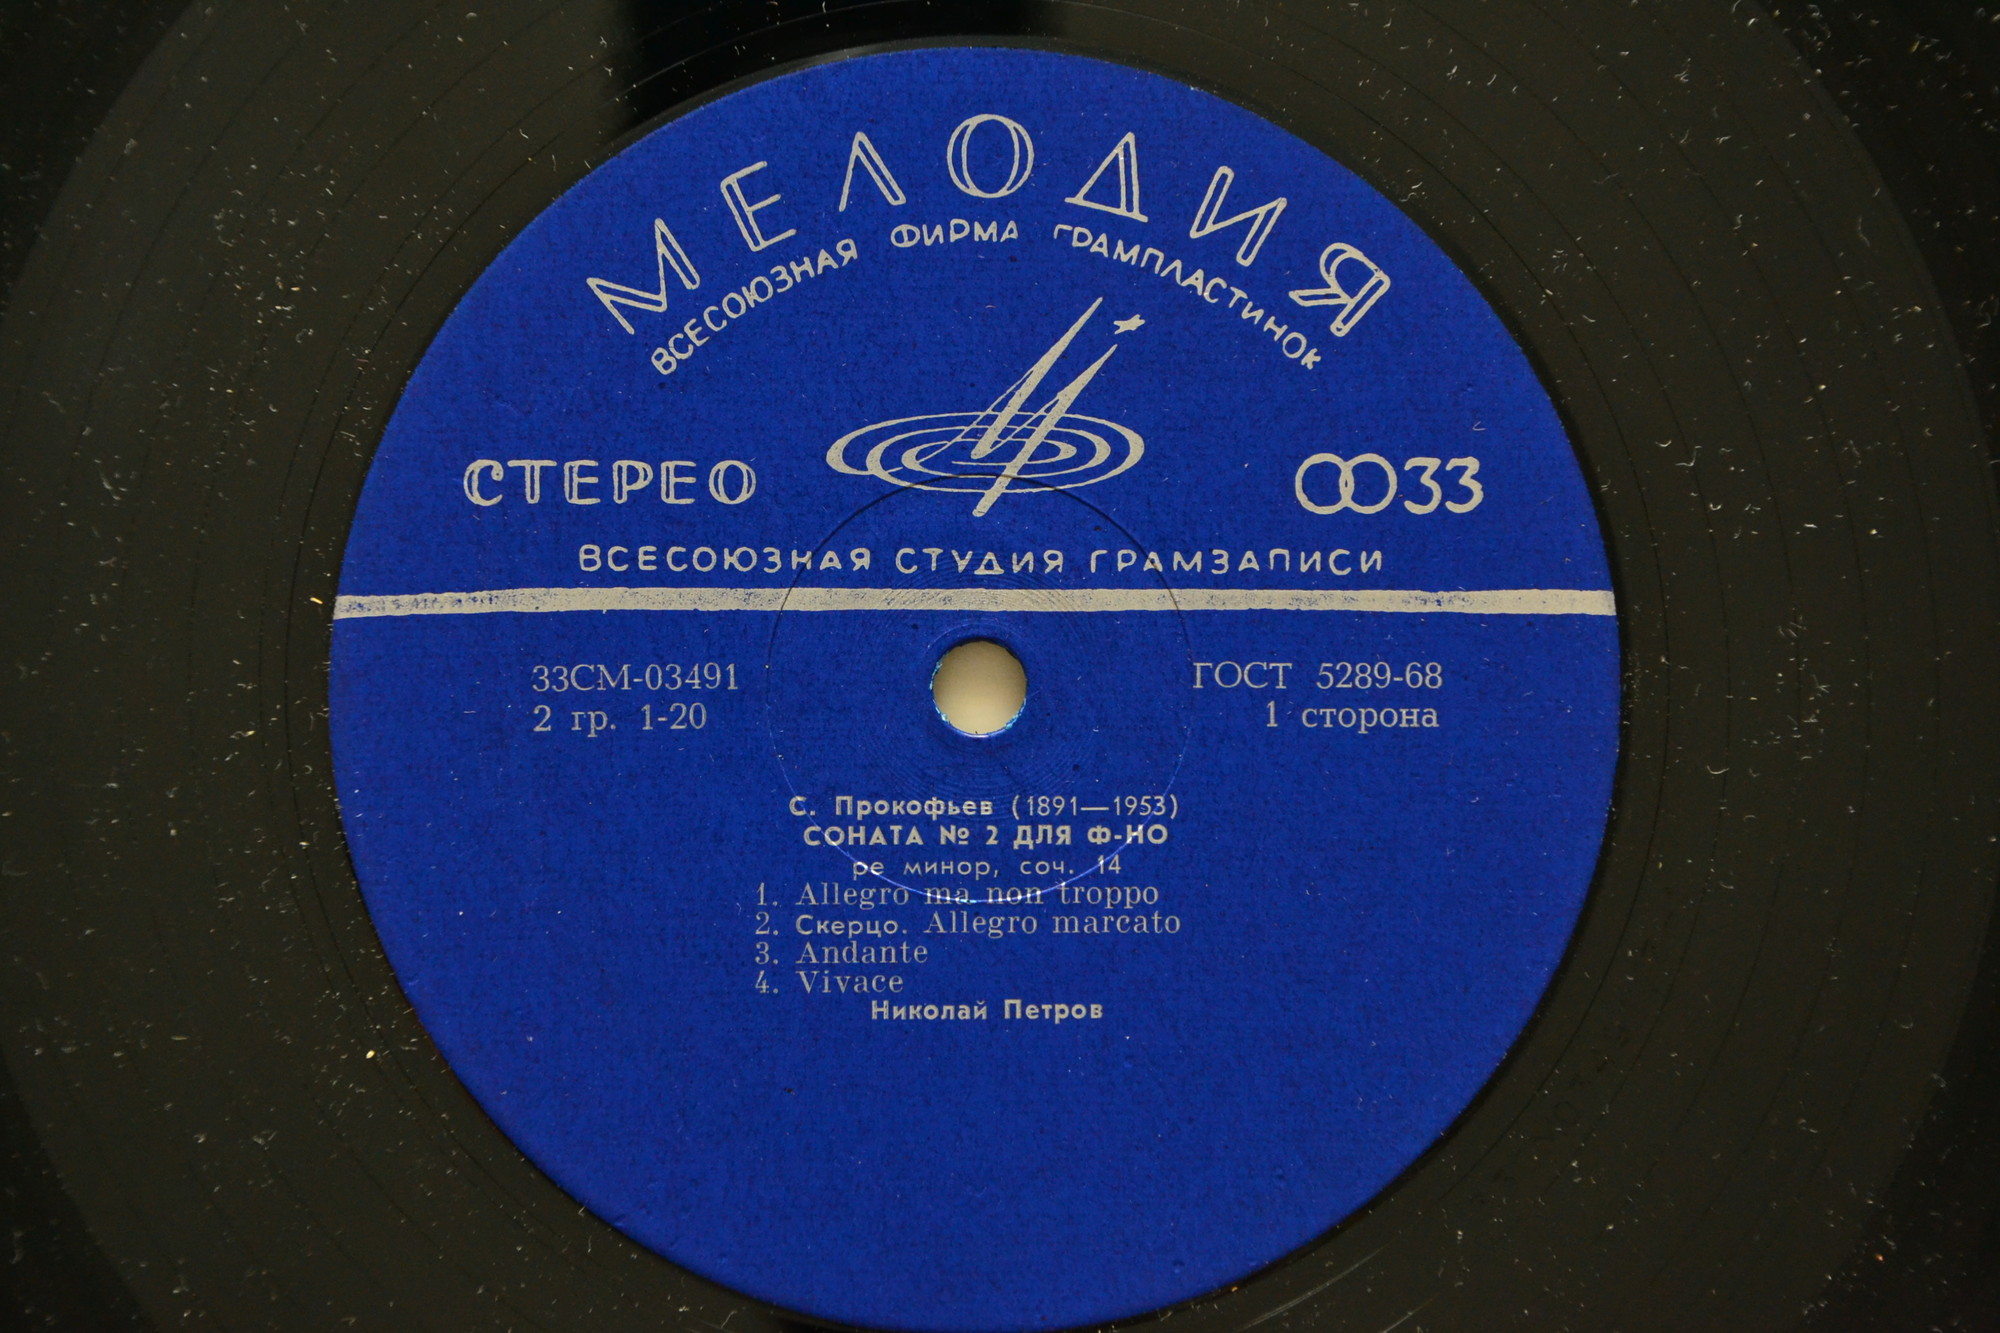 МЕЛОДИЯ
ВСЕСОЮЗНАЯ ФИРМА ГРАМПЛАСТИНОК
СТЕРЕО
33
ВСЕСОЮЗНАЯ СТУДИЯ ГРАМЗАПИСИ
33СМ-03491
ГОСТ 5289-68
2 гр. 1-20
1 сторона
С. Прокофьев (1891—1953)
СОНАТА № 2 ДЛЯ Ф-НО
ре минор, соч. 14
1. Allegro ma non troppo
2. Скерцо. Allegro marcato
3. Andante
4. Vivace
Николай Петров